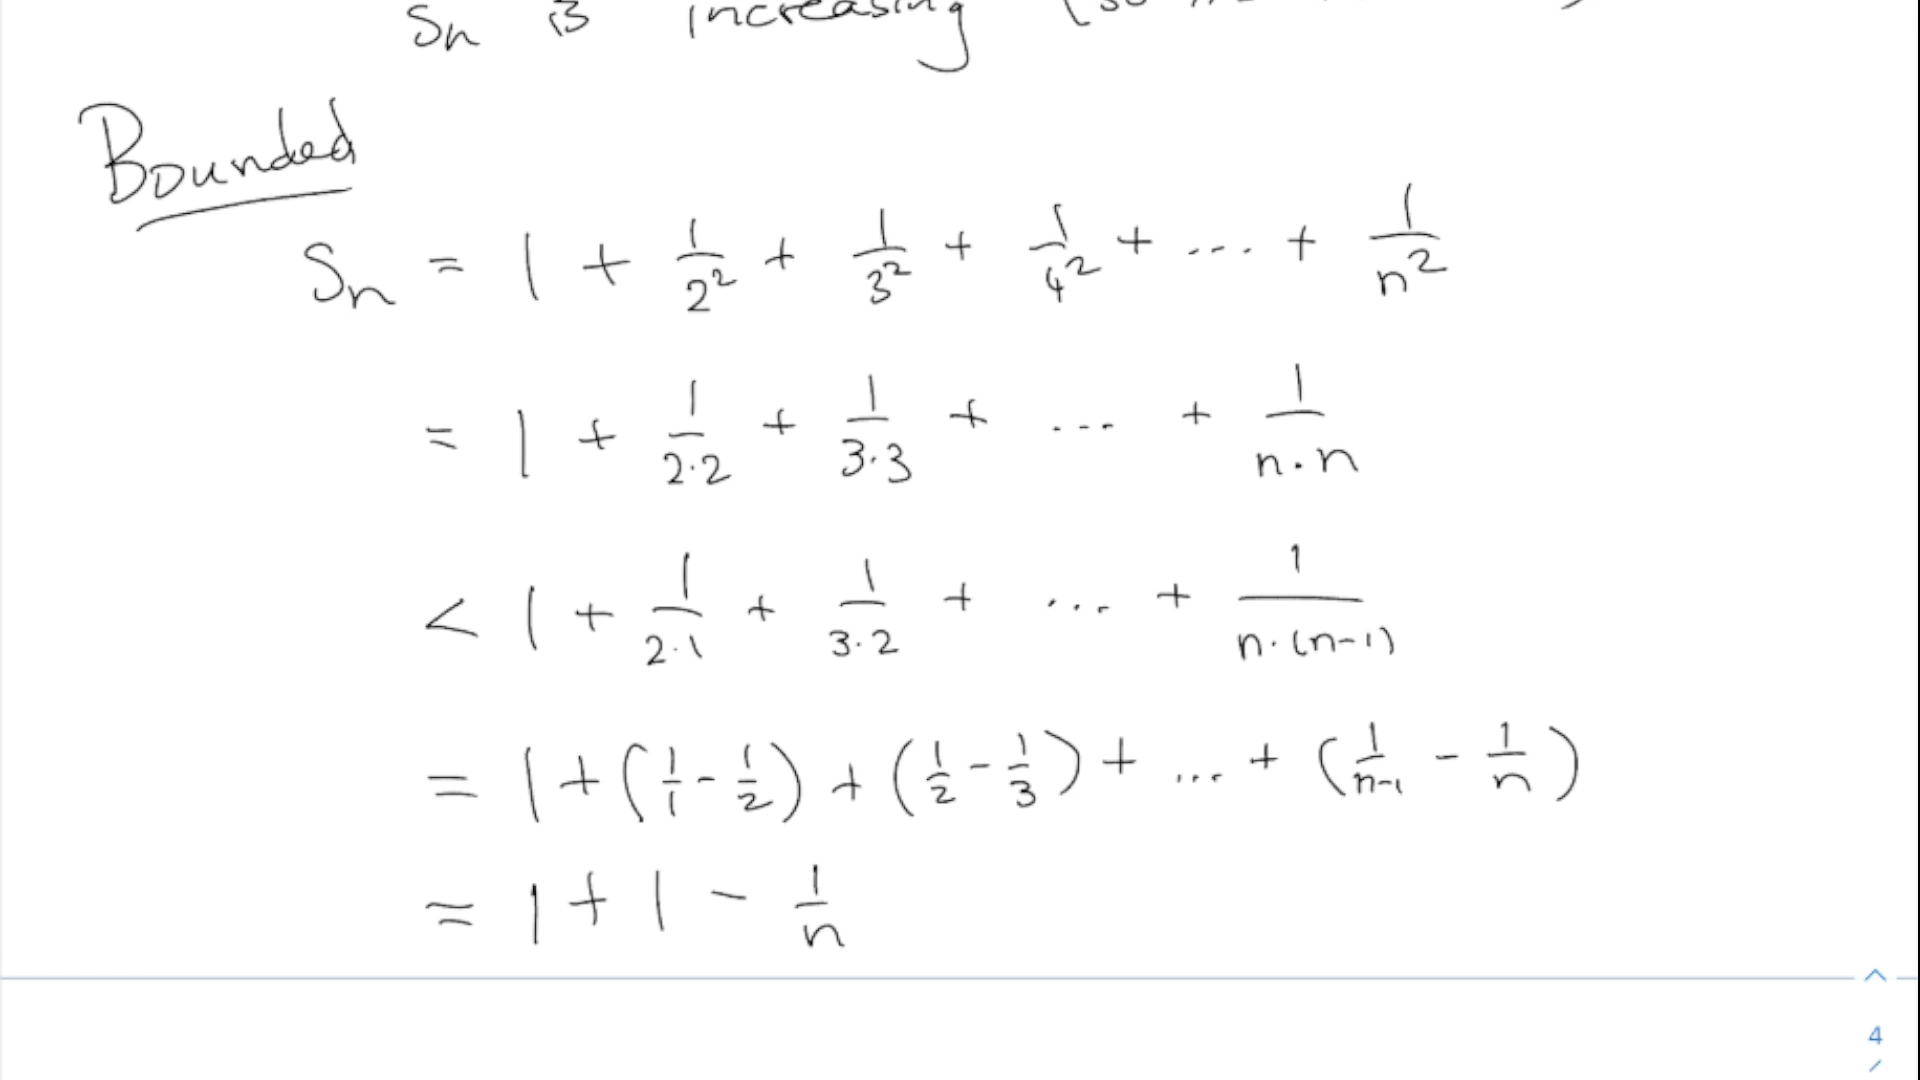 Sn is increasing (so
Bounded
Sn = 1 + 1/2² + 1/3² + 1/4² + ... + 1/n²
= 1 + 1/2·2 + 1/3·3 + ... + 1/n·n
< 1 + 1/2·1 + 1/3·2 + ... + 1/n·(n-1)
= 1 + (1/1 - 1/2) + (1/2 - 1/3) + ... + (1/n-1 - 1/n)
= 1 + 1 - 1/n
4